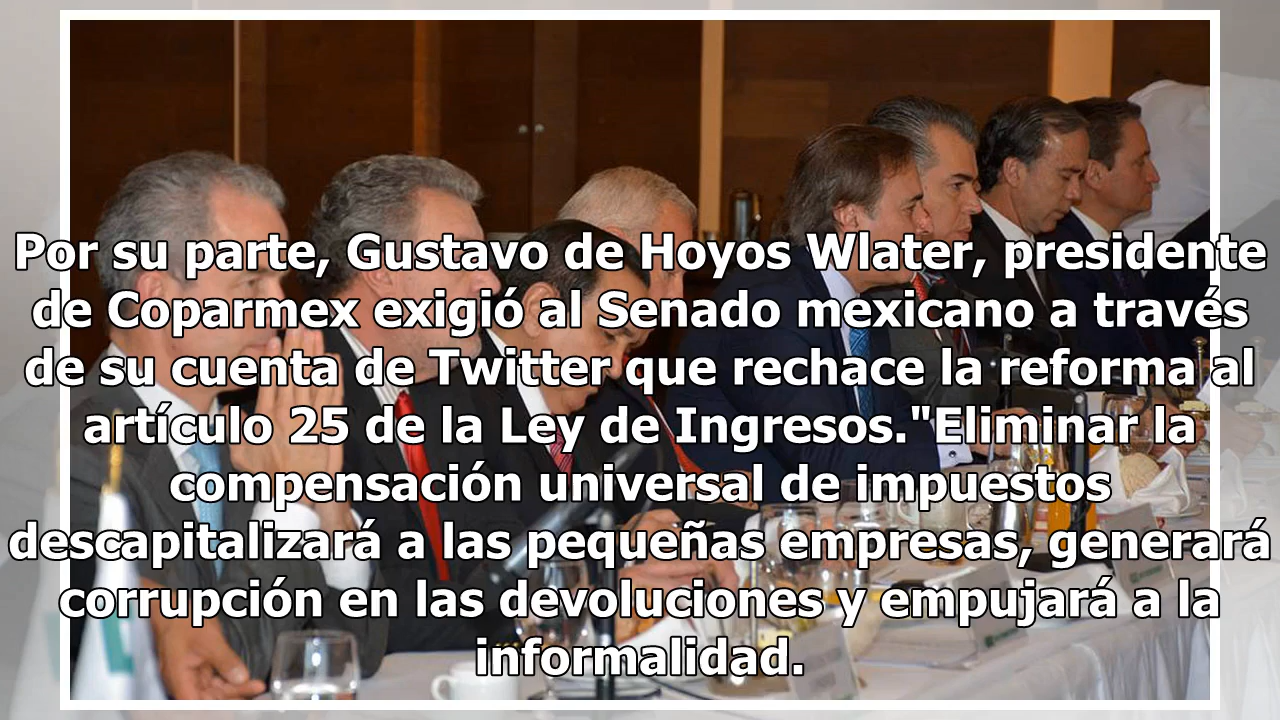 Por su parte, Gustavo de Hoyos Wlater, presidente
de Coparmex exigió al Senado mexicano a través
de su cuenta de Twitter que rechace la reforma al
artículo 25 de la Ley de Ingresos."Eliminar la
compensación universal de impuestos
descapitalizará a las pequeñas empresas, generará
corrupción en las devoluciones y empujará a la
informalidad.